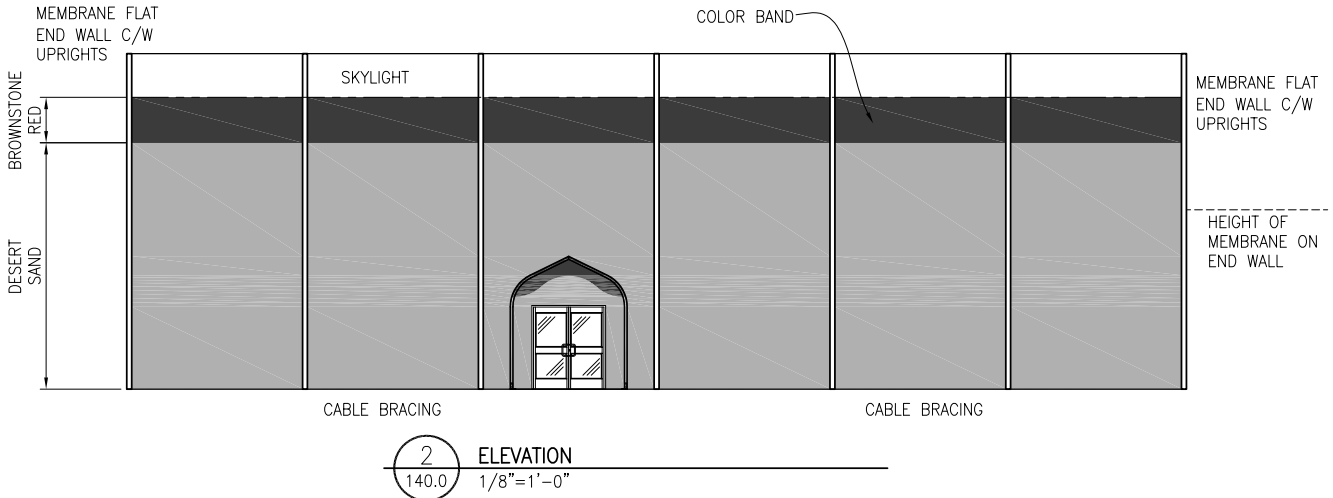 MEMBRANE FLAT
END WALL C/W
UPRIGHTS
COLOR BAND
SKYLIGHT
BROWNSTONE
RED
MEMBRANE FLAT
END WALL C/W
UPRIGHTS
DESERT
SAND
HEIGHT OF
MEMBRANE ON
END WALL
CABLE BRACING
CABLE BRACING
2
140.0
ELEVATION
1/8"=1'-0"